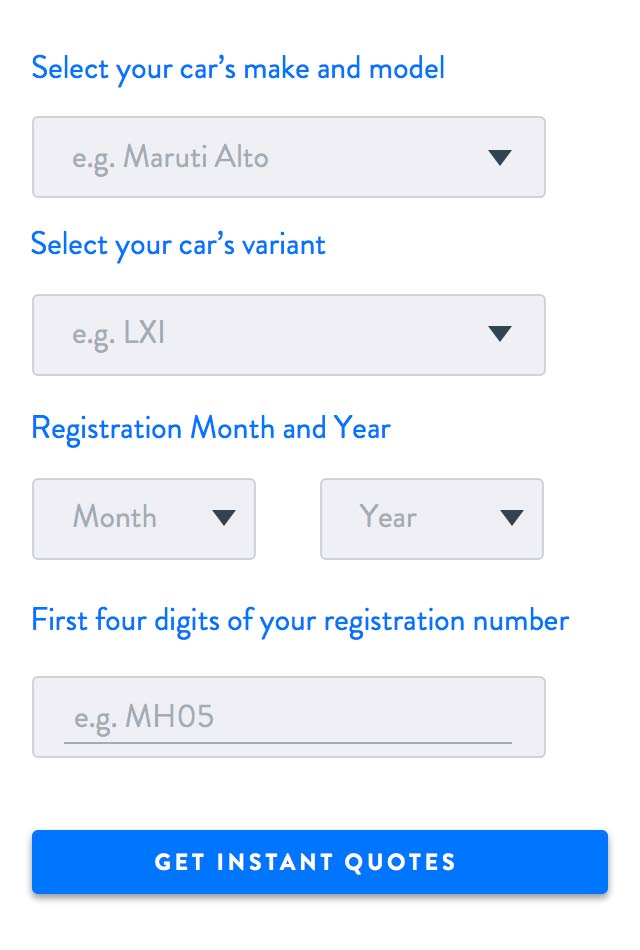 Select your car’s make and model
e.g. Maruti Alto
Select your car’s variant
e.g. LXI
Registration Month and Year
Month Year
First four digits of your registration number
e.g. MH05
GET INSTANT QUOTES